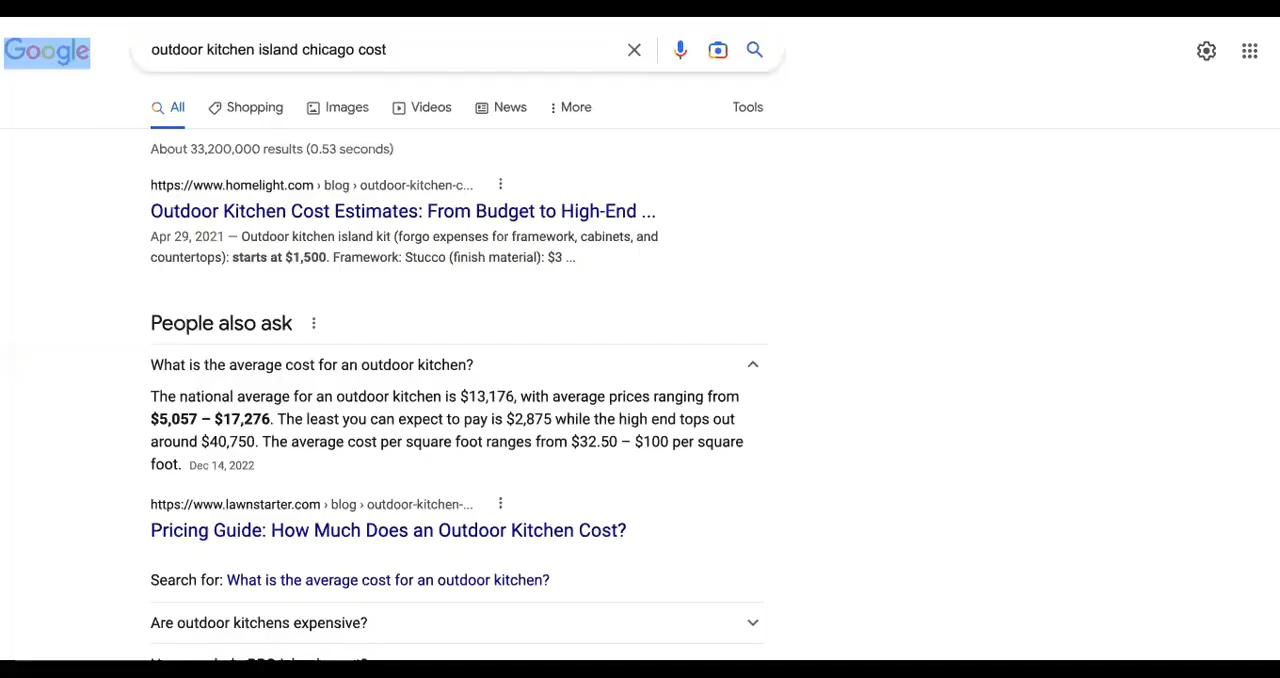 Google
outdoor kitchen island chicago cost
All Shopping Images Videos News More Tools
About 33,200,000 results (0.53 seconds)
https://www.homelight.com › blog › outdoor-kitchen-c...
Outdoor Kitchen Cost Estimates: From Budget to High-End ...
Apr 29, 2021 — Outdoor kitchen island kit (forgo expenses for framework, cabinets, and
countertops): starts at $1,500. Framework: Stucco (finish material): $3 ...
People also ask
What is the average cost for an outdoor kitchen?
The national average for an outdoor kitchen is $13,176, with average prices ranging from
$5,057 – $17,276. The least you can expect to pay is $2,875 while the high end tops out
around $40,750. The average cost per square foot ranges from $32.50 – $100 per square
foot. Dec 14, 2022
https://www.lawnstarter.com › blog › outdoor-kitchen-...
Pricing Guide: How Much Does an Outdoor Kitchen Cost?
Search for: What is the average cost for an outdoor kitchen?
Are outdoor kitchens expensive?